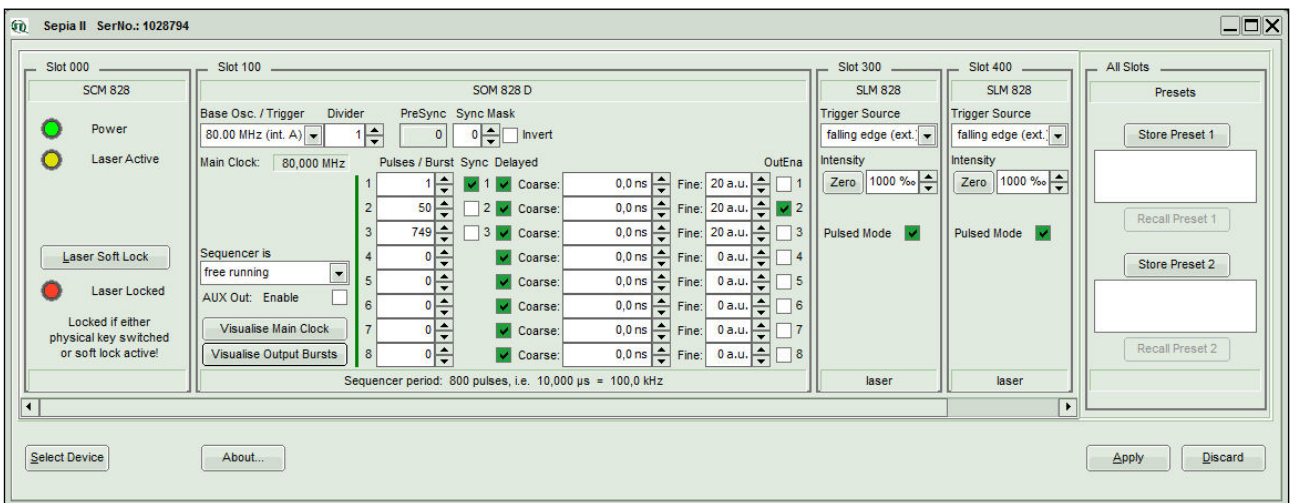 Sepia II SerNo.: 1028794
Slot 000
SCM 828
Power
Laser Active
Laser Soft Lock
Laser Locked
Locked if either
physical key switched
or soft lock active!
Slot 100
SOM 828 D
Base Osc. / Trigger Divider PreSync Sync Mask
80.00 MHz (int. A) 1 0 0 Invert
Main Clock: 80,000 MHz Pulses / Burst Sync Delayed OutEna
1 1 1 Coarse: 0,0 ns Fine: 20 a.u. 1
2 50 2 Coarse: 0,0 ns Fine: 20 a.u. 2
3 749 3 Coarse: 0,0 ns Fine: 20 a.u. 3
Sequencer is 4 0 Coarse: 0,0 ns Fine: 0 a.u. 4
free running 5 0 Coarse: 0,0 ns Fine: 0 a.u. 5
AUX Out: Enable 6 0 Coarse: 0,0 ns Fine: 0 a.u. 6
Visualise Main Clock 7 0 Coarse: 0,0 ns Fine: 0 a.u. 7
Visualise Output Bursts 8 0 Coarse: 0,0 ns Fine: 0 a.u. 8
Sequencer period: 800 pulses, i.e. 10,000 µs = 100,0 kHz
Slot 300
SLM 828
Trigger Source
falling edge (ext.)
Intensity
Zero 1000 ‰
Pulsed Mode
laser
Slot 400
SLM 828
Trigger Source
falling edge (ext.)
Intensity
Zero 1000 ‰
Pulsed Mode
laser
All Slots
Presets
Store Preset 1
Recall Preset 1
Store Preset 2
Recall Preset 2
Select Device About... Apply Discard